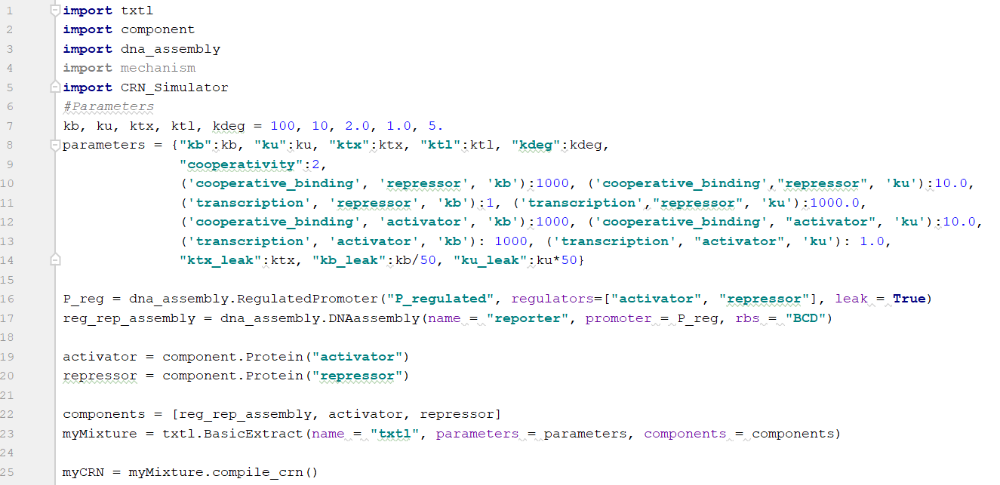 1 import txtl
2 import component
3 import dna_assembly
4 import mechanism
5 import CRN_Simulator
6 #Parameters
7 kb, ku, ktx, ktl, kdeg = 100, 10, 2.0, 1.0, 5.
8 parameters = {"kb":kb, "ku":ku, "ktx":ktx, "ktl":ktl, "kdeg":kdeg,
9 "cooperativity":2,
10 ('cooperative_binding', 'repressor', 'kb'):1000, ('cooperative_binding',"repressor", 'ku'):10.0,
11 ('transcription', 'repressor', 'kb'):1, ('transcription',"repressor", 'ku'):1000.0,
12 ('cooperative_binding', 'activator', 'kb'):1000, ('cooperative_binding', "activator", 'ku'):10.0,
13 ('transcription', 'activator', 'kb'): 1000, ('transcription', "activator", 'ku'): 1.0,
14 "ktx_leak":ktx, "kb_leak":kb/50, "ku_leak":ku*50}
15
16 P_reg = dna_assembly.RegulatedPromoter("P_regulated", regulators=["activator", "repressor"], leak = True)
17 reg_rep_assembly = dna_assembly.DNAassembly(name = "reporter", promoter = P_reg, rbs = "BCD")
18
19 activator = component.Protein("activator")
20 repressor = component.Protein("repressor")
21
22 components = [reg_rep_assembly, activator, repressor]
23 myMixture = txtl.BasicExtract(name = "txtl", parameters = parameters, components = components)
24
25 myCRN = myMixture.compile_crn()